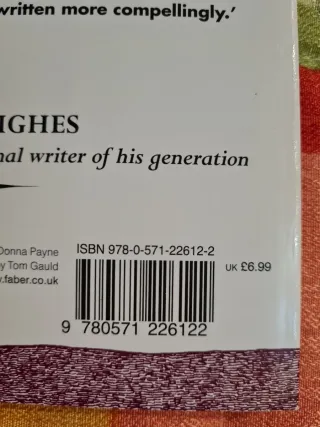 written more compellingly.'
IGHES
nal writer of his generation
Donna Payne
by Tom Gauld
w.faber.co.uk
ISBN 978-0-571-22612-2
UK £6.99
9 780571 226122